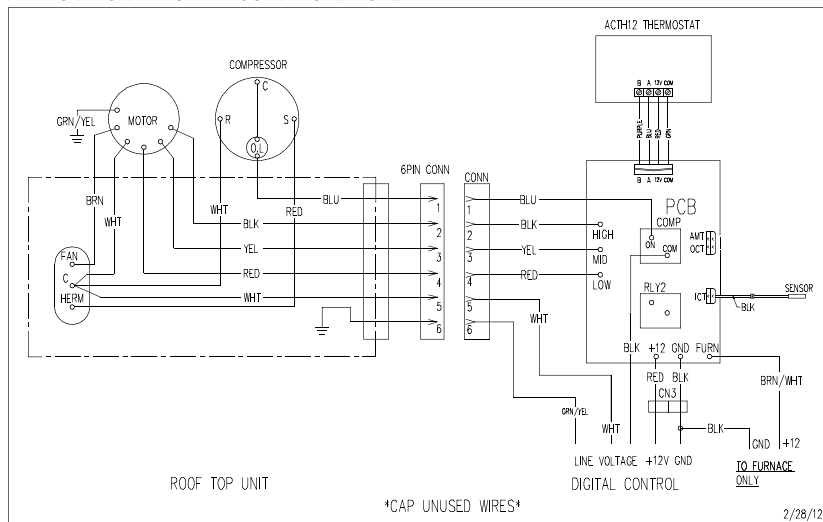 ACTH12 THERMOSTAT
B A 12V COM
PURPLE
BLU
RED
GRN
B A 12V COM
COMPRESSOR
C
R
S
O.L
MOTOR
GRN/YEL
BRN
WHT
WHT
RED
FAN
C
HERM
6PIN CONN
CONN
BLU
BLK
YEL
RED
WHT
1
2
3
4
5
6
1
2
3
4
5
6
BLU
BLK
YEL
RED
WHT
GRN/YEL
WHT
PCB
COMP
ON
COM
HIGH
MID
LOW
RLY2
AMT
OCT
ICT
SENSOR
BLK
BLK
+12 GND FURN
RED BLK
CN3
BLK
BRN/WHT
GND +12
LINE VOLTAGE +12V GND
TO FURNACE
ONLY
ROOF TOP UNIT
DIGITAL CONTROL
*CAP UNUSED WIRES*
2/28/12